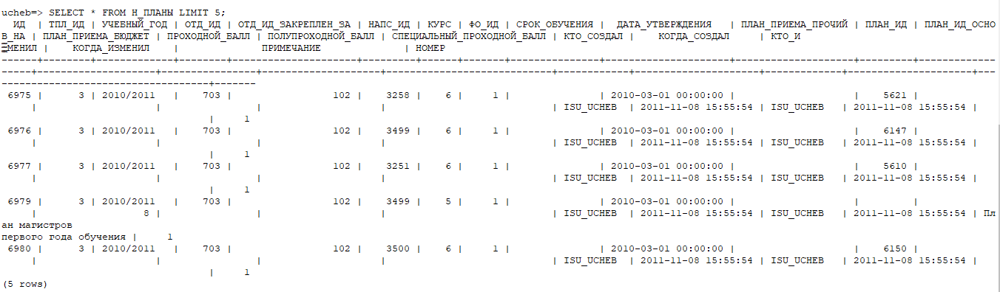 ucheb=> SELECT * FROM Н_ПЛАНЫ LIMIT 5;
ИД | ТПЛ_ИД | УЧЕБНЫЙ_ГОД | ОТД_ИД | ОТД_ИД_ЗАКРЕПЛЕН_ЗА | НАПС_ИД | КУРС | ФО_ИД | СРОК_ОБУЧЕНИЯ | ДАТА_УТВЕРЖДЕНИЯ | ПЛАН_ПРИЕМА_ПРОЧИЙ | ПЛАН_ИД | ПЛАН_ИД_ОСНО
В_НА | ПЛАН_ПРИЕМА_БЮДЖЕТ | ПРОХОДНОЙ_БАЛЛ | ПОЛУПРОХОДНОЙ_БАЛЛ | СПЕЦИАЛЬНЫЙ_ПРОХОДНОЙ_БАЛЛ | КТО_СОЗДАЛ | КОГДА_СОЗДАЛ | КТО_И
ЗМЕНИЛ | КОГДА_ИЗМЕНИЛ | ПРИМЕЧАНИЕ | НОМЕР
------+--------+-------------+--------+---------------------+---------+------+-------+---------------+---------------------+--------------------+---------+-------------
-----+--------------------+----------------+--------------------+----------------------------+------------+---------------------+-------------+---------------------+---
----------------------------------+-------
6975 | 3 | 2010/2011 | 703 | 102 | 3258 | 6 | 1 | | 2010-03-01 00:00:00 | | 5621 |
| | | | | ISU_UCHEB | 2011-11-08 15:55:54 | ISU_UCHEB | 2011-11-08 15:55:54 |
| 1
6976 | 3 | 2010/2011 | 703 | 102 | 3499 | 6 | 1 | | 2010-03-01 00:00:00 | | 6147 |
| | | | | ISU_UCHEB | 2011-11-08 15:55:54 | ISU_UCHEB | 2011-11-08 15:55:54 |
| 1
6977 | 3 | 2010/2011 | 703 | 102 | 3251 | 6 | 1 | | 2010-03-01 00:00:00 | | 5610 |
| | | | | ISU_UCHEB | 2011-11-08 15:55:54 | ISU_UCHEB | 2011-11-08 15:55:54 |
| 1
6979 | 3 | 2010/2011 | 703 | 102 | 3499 | 5 | 1 | | 2010-03-01 00:00:00 | | |
| 8 | | | | ISU_UCHEB | 2011-11-08 15:55:54 | ISU_UCHEB | 2011-11-08 15:55:54 | Пл
ан магистров
первого года обучения | 1
6980 | 3 | 2010/2011 | 703 | 102 | 3500 | 6 | 1 | | 2010-03-01 00:00:00 | | 6150 |
| | | | | ISU_UCHEB | 2011-11-08 15:55:54 | ISU_UCHEB | 2011-11-08 15:55:54 |
| 1
(5 rows)